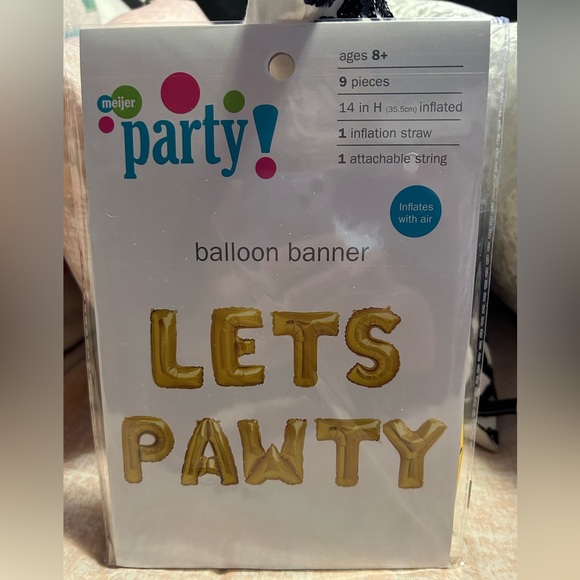 ages 8+
9 pieces
14 in H (35.5cm) inflated
1 inflation straw
1 attachable string
meijer
party!
Inflates
with air
balloon banner
LETS
PAWTY